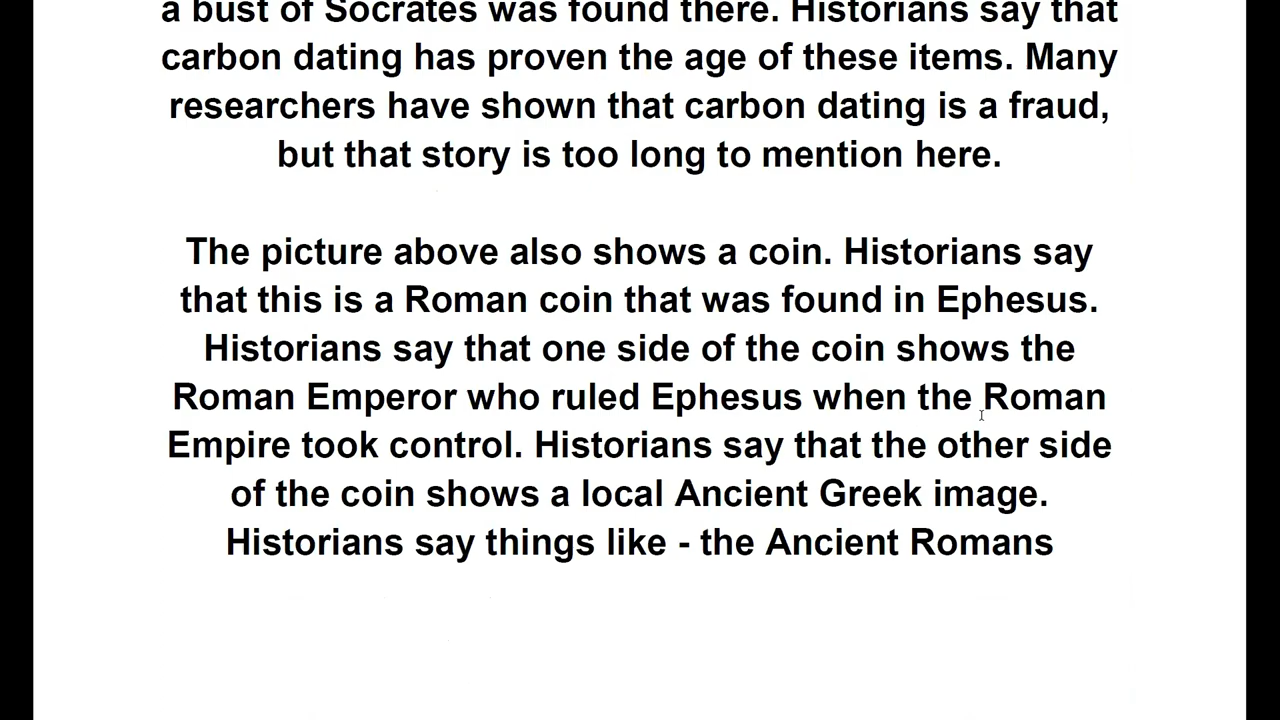 a bust of Socrates was found there. Historians say that
carbon dating has proven the age of these items. Many
researchers have shown that carbon dating is a fraud,
but that story is too long to mention here.
The picture above also shows a coin. Historians say
that this is a Roman coin that was found in Ephesus.
Historians say that one side of the coin shows the
Roman Emperor who ruled Ephesus when the Roman
Empire took control. Historians say that the other side
of the coin shows a local Ancient Greek image.
Historians say things like - the Ancient Romans